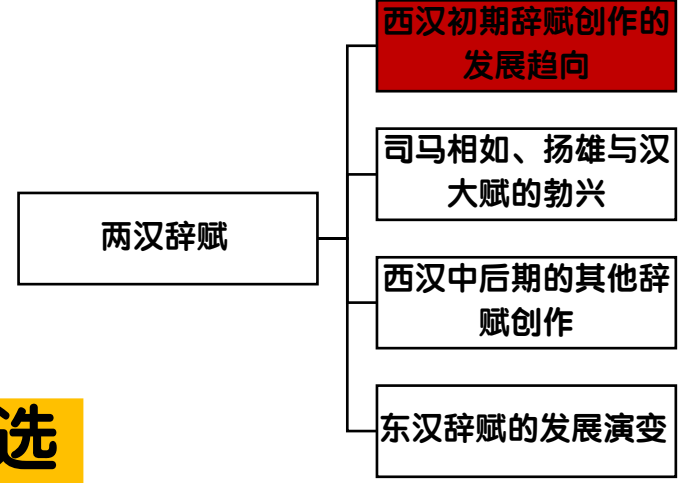 西汉初期辞赋创作的
发展趋向
司马相如、扬雄与汉
大赋的勃兴
两汉辞赋
西汉中后期的其他辞
赋创作
东汉辞赋的发展演变
选